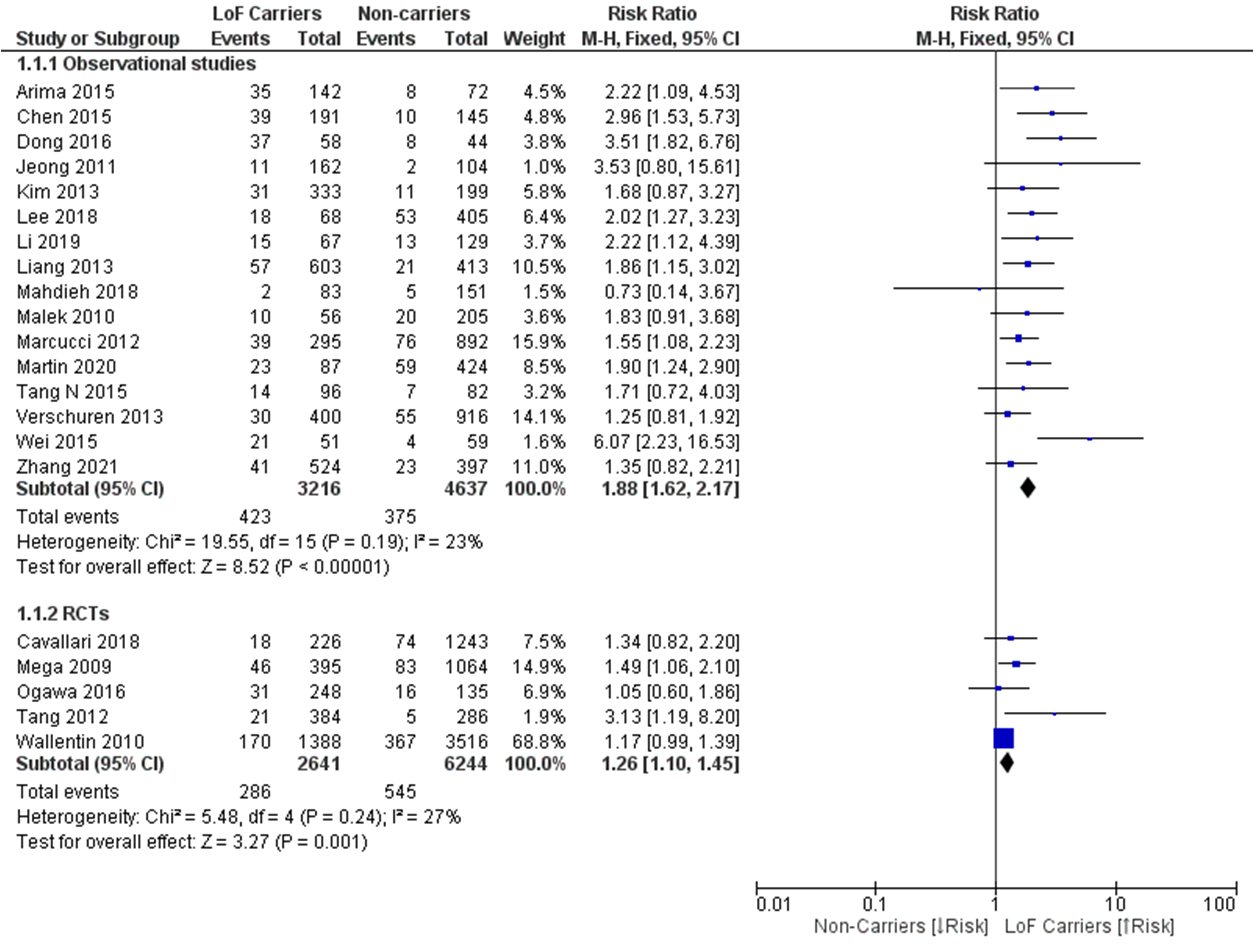 LoF Carriers Non-carriers Risk Ratio Risk Ratio
Study or Subgroup Events Total Events Total Weight M-H, Fixed, 95% CI M-H, Fixed, 95% CI
1.1.1 Observational studies
Arima 2015 35 142 8 72 4.5% 2.22 [1.09, 4.53]
Chen 2015 39 191 10 145 4.8% 2.96 [1.53, 5.73]
Dong 2016 37 58 8 44 3.8% 3.51 [1.82, 6.76]
Jeong 2011 11 162 2 104 1.0% 3.53 [0.80, 15.61]
Kim 2013 31 333 11 199 5.8% 1.68 [0.87, 3.27]
Lee 2018 18 68 53 405 6.4% 2.02 [1.27, 3.23]
Li 2019 15 67 13 129 3.7% 2.22 [1.12, 4.39]
Liang 2013 57 603 21 413 10.5% 1.86 [1.15, 3.02]
Mahdieh 2018 2 83 5 151 1.5% 0.73 [0.14, 3.67]
Malek 2010 10 56 20 205 3.6% 1.83 [0.91, 3.68]
Marcucci 2012 39 295 76 892 15.9% 1.55 [1.08, 2.23]
Martin 2020 23 87 59 424 8.5% 1.90 [1.24, 2.90]
Tang N 2015 14 96 7 82 3.2% 1.71 [0.72, 4.03]
Verschuren 2013 30 400 55 916 14.1% 1.25 [0.81, 1.92]
Wei 2015 21 51 4 59 1.6% 6.07 [2.23, 16.53]
Zhang 2021 41 524 23 397 11.0% 1.35 [0.82, 2.21]
Subtotal (95% CI) 3216 4637 100.0% 1.88 [1.62, 2.17]
Total events 423 375
Heterogeneity: Chi² = 19.55, df = 15 (P = 0.19); I² = 23%
Test for overall effect: Z = 8.52 (P < 0.00001)
1.1.2 RCTs
Cavallari 2018 18 226 74 1243 7.5% 1.34 [0.82, 2.20]
Mega 2009 46 395 83 1064 14.9% 1.49 [1.06, 2.10]
Ogawa 2016 31 248 16 135 6.9% 1.05 [0.60, 1.86]
Tang 2012 21 384 5 286 1.9% 3.13 [1.19, 8.20]
Wallentin 2010 170 1388 367 3516 68.8% 1.17 [0.99, 1.39]
Subtotal (95% CI) 2641 6244 100.0% 1.26 [1.10, 1.45]
Total events 286 545
Heterogeneity: Chi² = 5.48, df = 4 (P = 0.24); I² = 27%
Test for overall effect: Z = 3.27 (P = 0.001)
0.01 0.1 1 10 100
Non-Carriers [↓Risk] LoF Carriers [↑Risk]